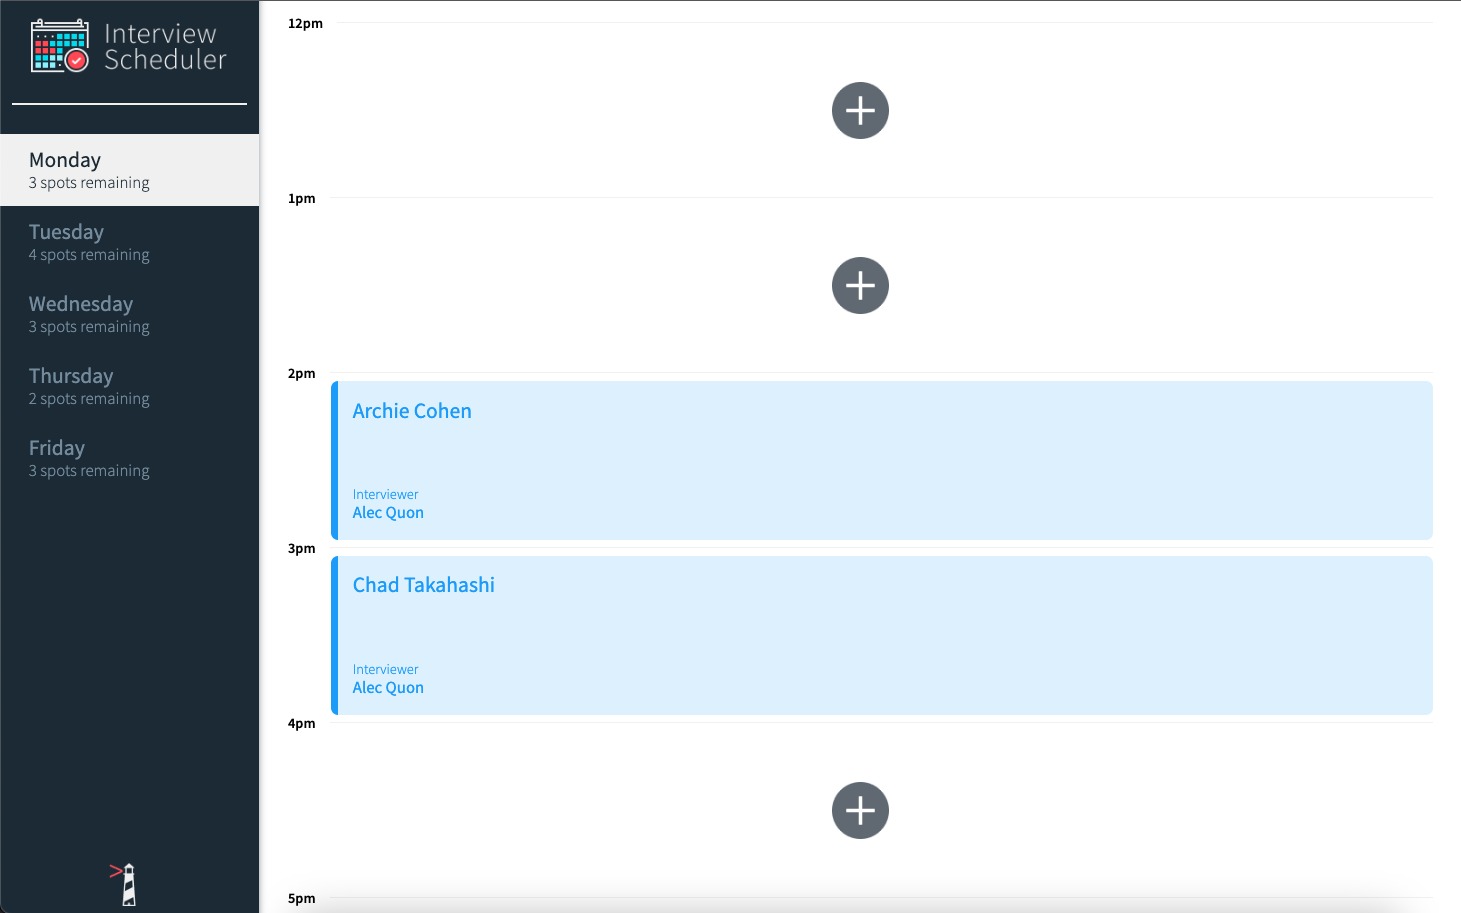 Interview
Scheduler
Monday
3 spots remaining
Tuesday
4 spots remaining
Wednesday
3 spots remaining
Thursday
2 spots remaining
Friday
3 spots remaining
12pm
1pm
2pm
Archie Cohen
Interviewer
Alec Quon
3pm
Chad Takahashi
Interviewer
Alec Quon
4pm
5pm